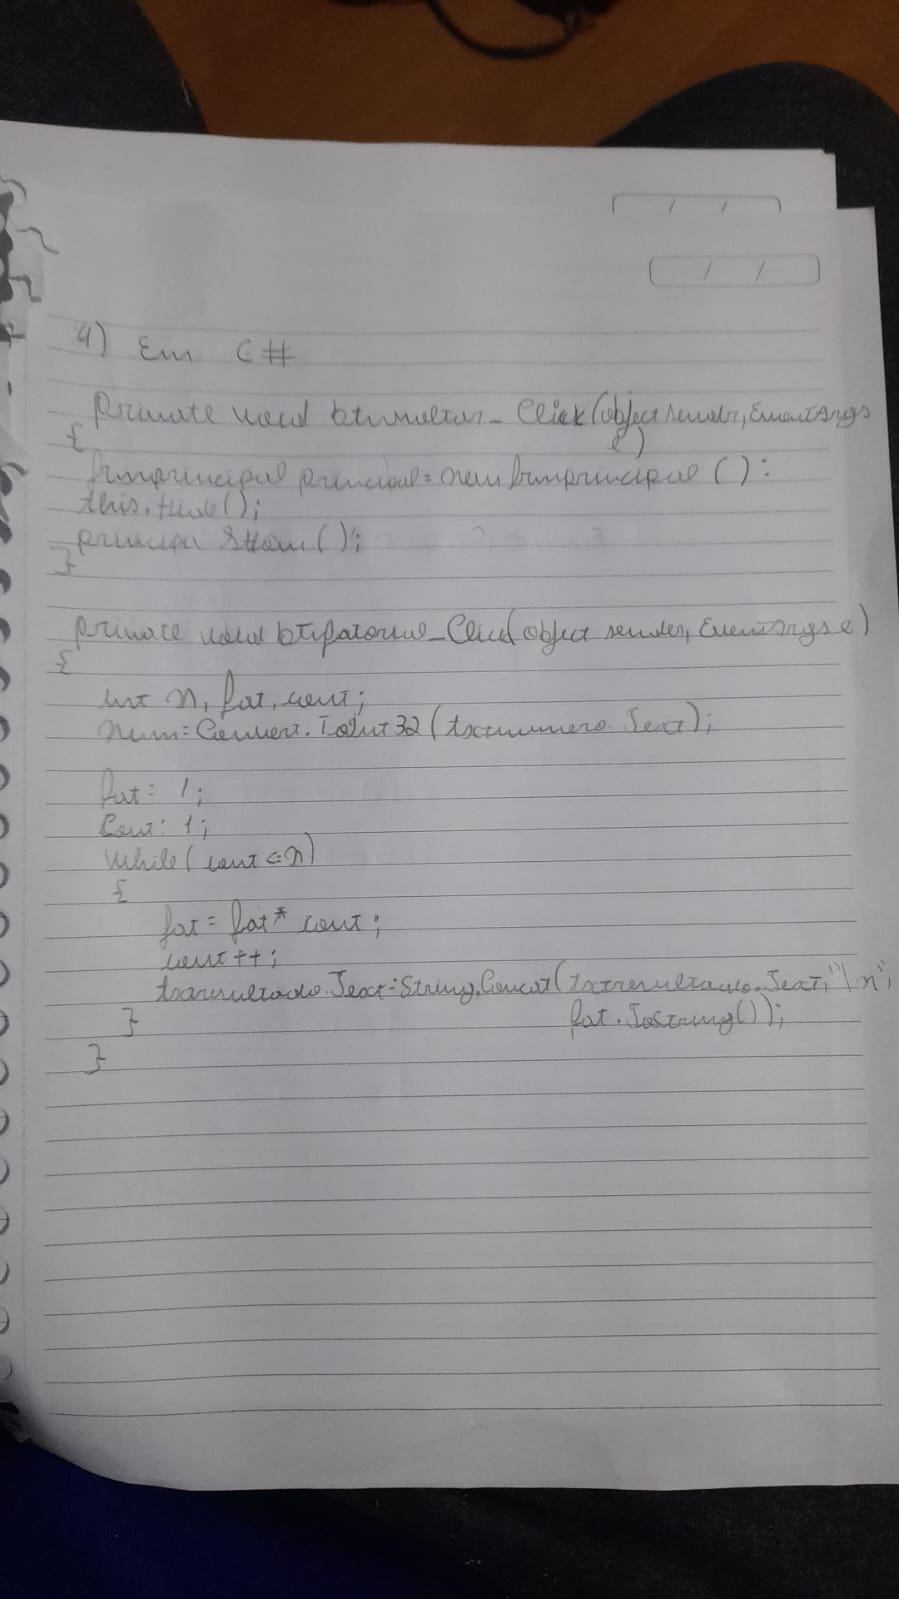 4) Em C#
private void btnvoltar_Click(object sender, EventArgs
e)
{
frmprincipal principal = new frmprincipal ():
this.Hide();
principal Show();
}
private void btnfatorial_Click(object sender, EventArgs e)
{
int n, fat, cont;
num = Convert.ToInt32(txtnumero.Text);
fat = 1;
Cont: 1;
while(cont <= n)
{
fat = fat * cont;
cont++;
txtresultado.Text = String.Concat(txtresultado.Text, "\n",
fat.ToString());
}
}